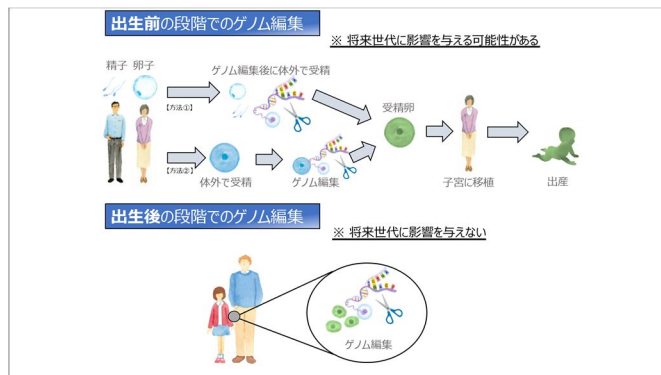 出生前の段階でのゲノム編集
※ 将来世代に影響を与える可能性がある
精子 卵子
ゲノム編集後に体外で受精
【方法①】
受精卵
【方法②】
体外で受精
ゲノム編集
子宮に移植
出産
出生後の段階でのゲノム編集
※ 将来世代に影響を与えない
ゲノム編集